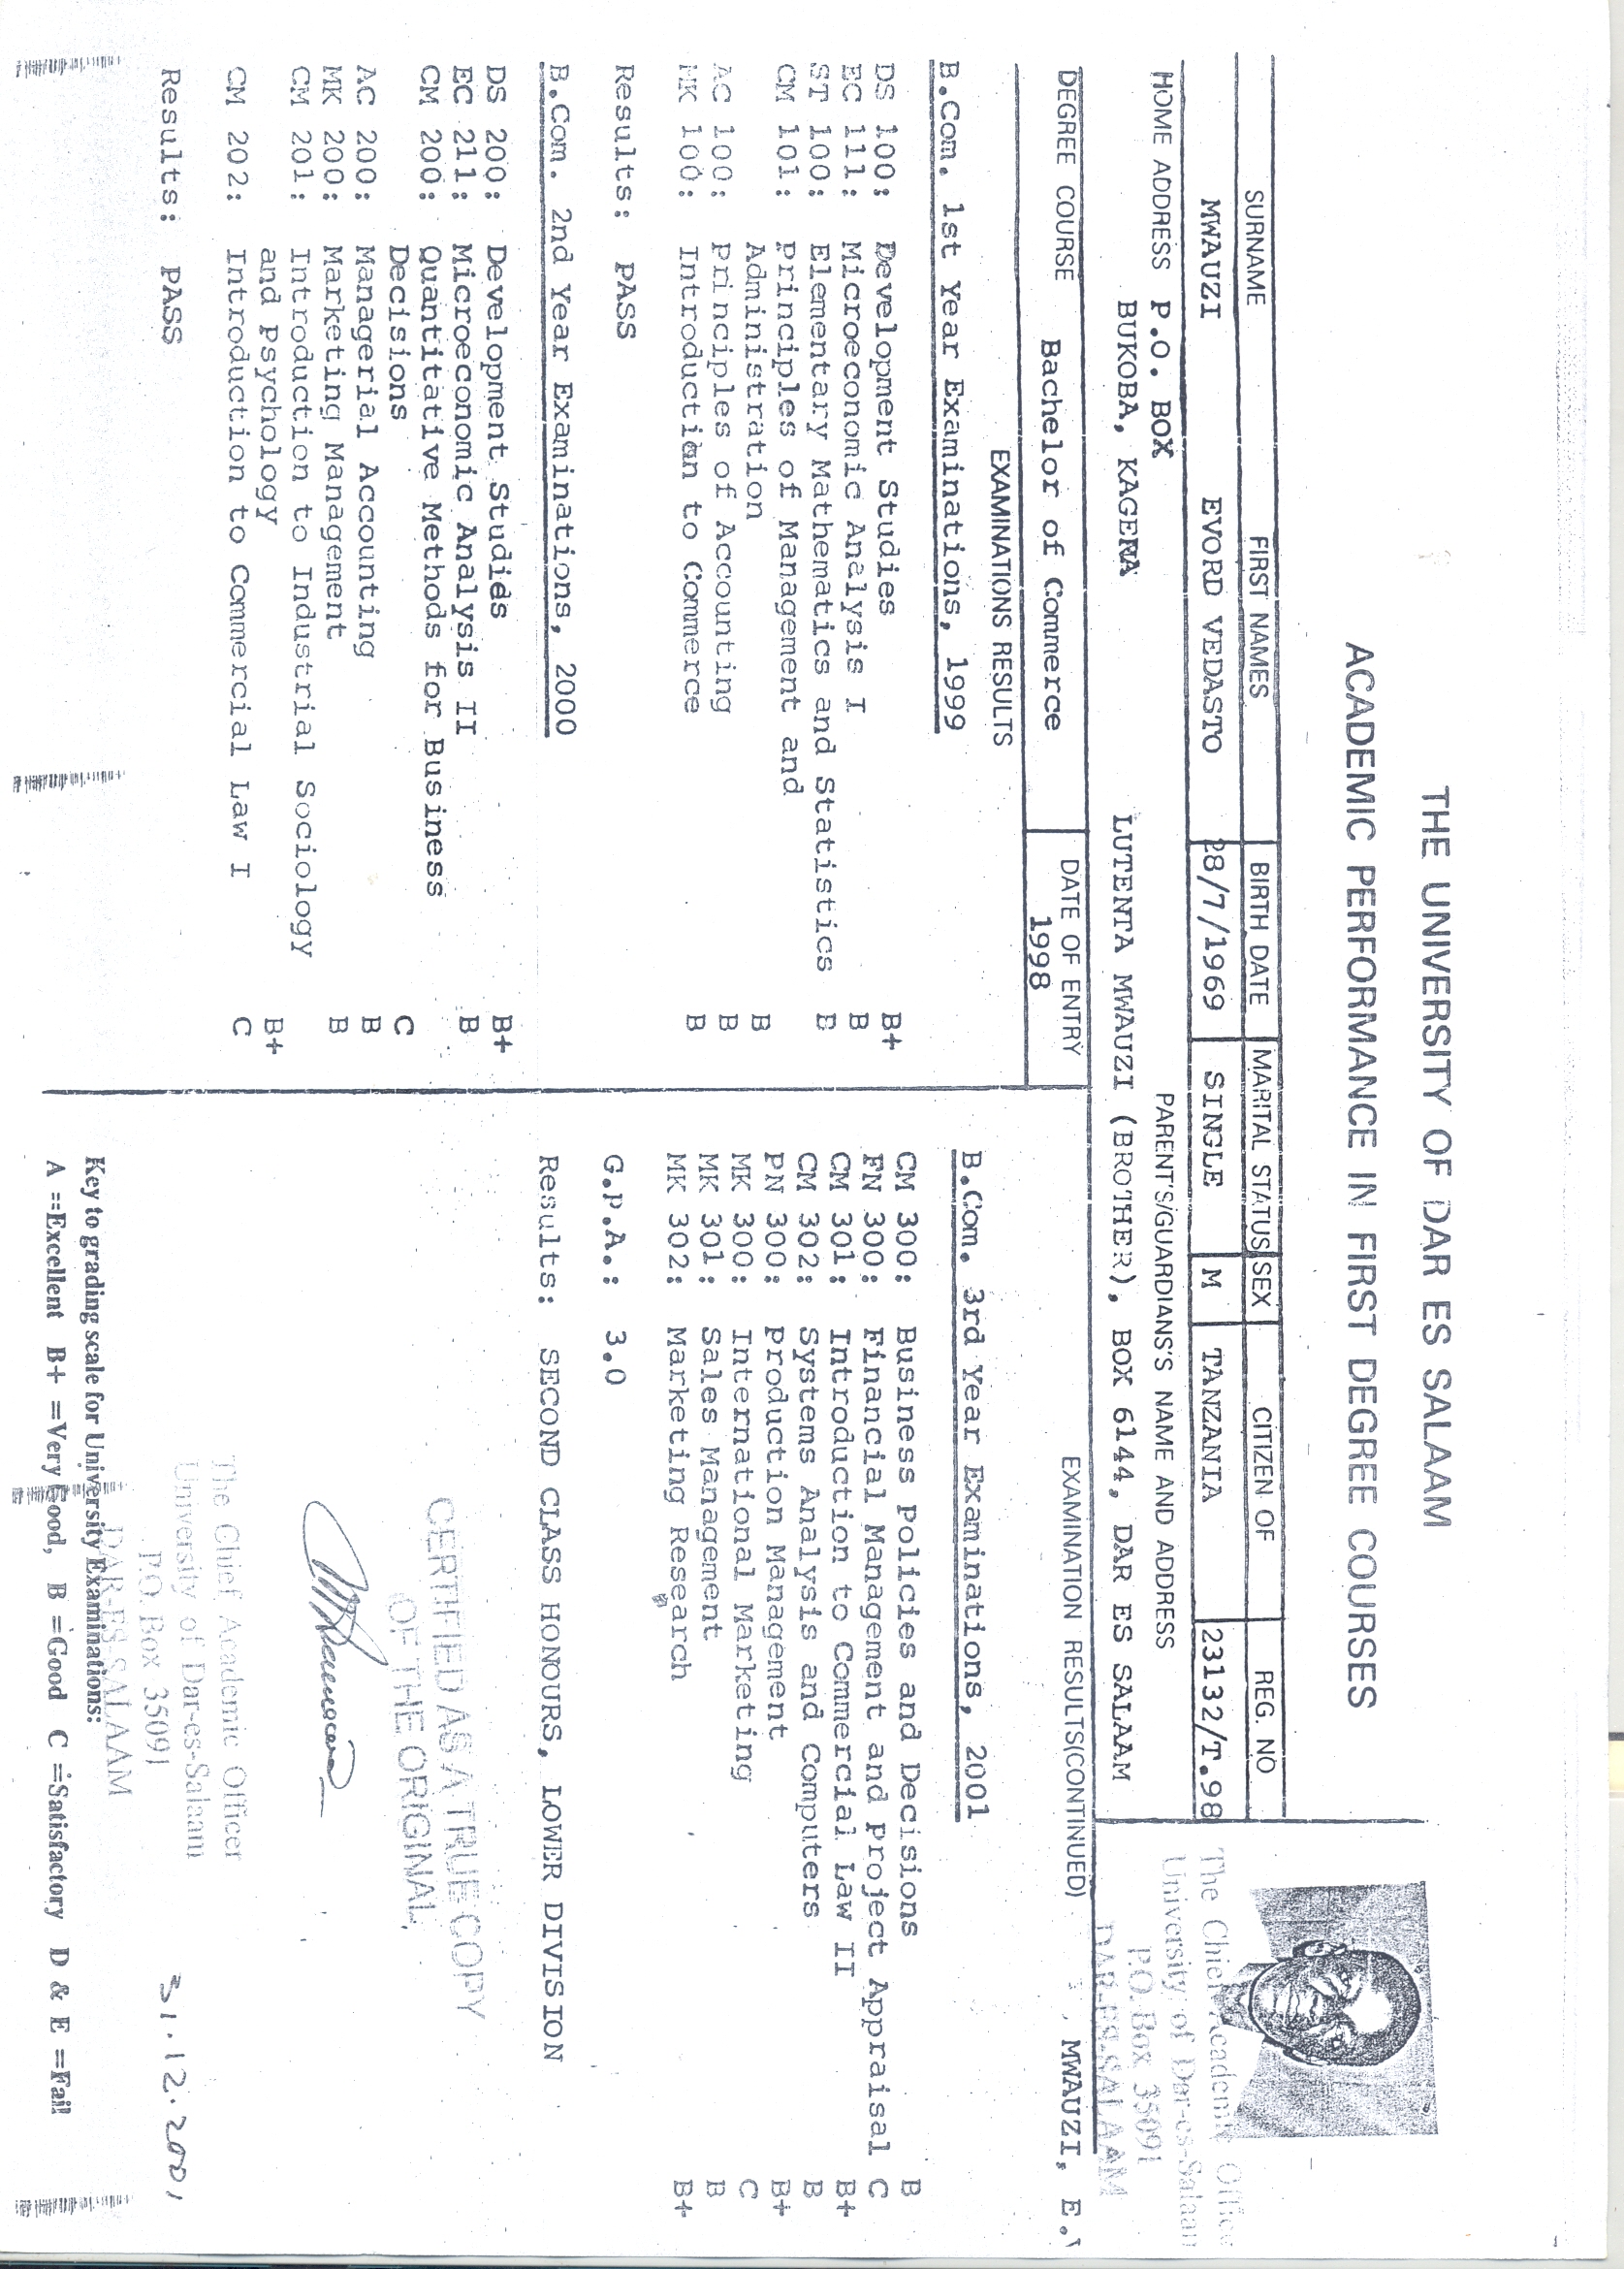 THE UNIVERSITY OF DAR ES SALAAM
ACADEMIC PERFORMANCE IN FIRST DEGREE COURSES
SURNAME FIRST NAMES BIRTH DATE MARITAL STATUS SEX CITIZEN OF REG. NO
MWAUZI EVORD VEDASTO 28/7/1969 SINGLE M TANZANIA 23132/T.98
HOME ADDRESS P.O. BOX PARENT'S/GUARDIANS'S NAME AND ADDRESS
BUKOBA, KAGERA LUTENTA MWAUZI (BROTHER), BOX 6144, DAR ES SALAAM
The Chief Academic Office
University of Dar-es-Salaam
P.O. Box 35091
DAR-ES-SALAAM
DEGREE COURSE Bachelor of Commerce
DATE OF ENTRY
1998
EXAMINATIONS RESULTS
B.Com. 1st Year Examinations, 1999
DS 100: Development Studies B+
EC 111: Microeconomic Analysis I B
ST 100: Elementary Mathematics and Statistics B
CM 101: Principles of Management and
Administration B
AC 100: Principles of Accounting B
MK 100: Introduction to Commerce B
Results: PASS
B.Com. 2nd Year Examinations, 2000
DS 200: Development Studies B+
EC 211: Microeconomic Analysis II B
CM 200: Quantitative Methods for Business
Decisions C
AC 200: Managerial Accounting B
MK 200: Marketing Management B
CM 201: Introduction to Industrial Sociology
and Psychology B+
CM 202: Introduction to Commercial Law I C
Results: PASS
EXAMINATION RESULTS(CONTINUED) MWAUZI, E.V
B.Com. 3rd Year Examinations, 2001
CM 300: Business Policies and Decisions B
FN 300: Financial Management and Project Appraisal C
CM 301: Introduction to Commercial Law II B+
CM 302: Systems Analysis and Computers B
PN 300: Production Management B+
MK 300: International Marketing C
MK 301: Sales Management B
MK 302: Marketing Research B+
G.P.A.: 3.0
Results: SECOND CLASS HONOURS, LOWER DIVISION
CERTIFIED AS A TRUE COPY
OF THE ORIGINAL
The Chief Academic Officer
University of Dar-es-Salaam
P.O. Box 35091
DAR-ES-SALAAM
31.12.2001
Key to grading scale for University Examinations:
A =Excellent B+ =Very Good, B =Good C =Satisfactory D & E =Fail